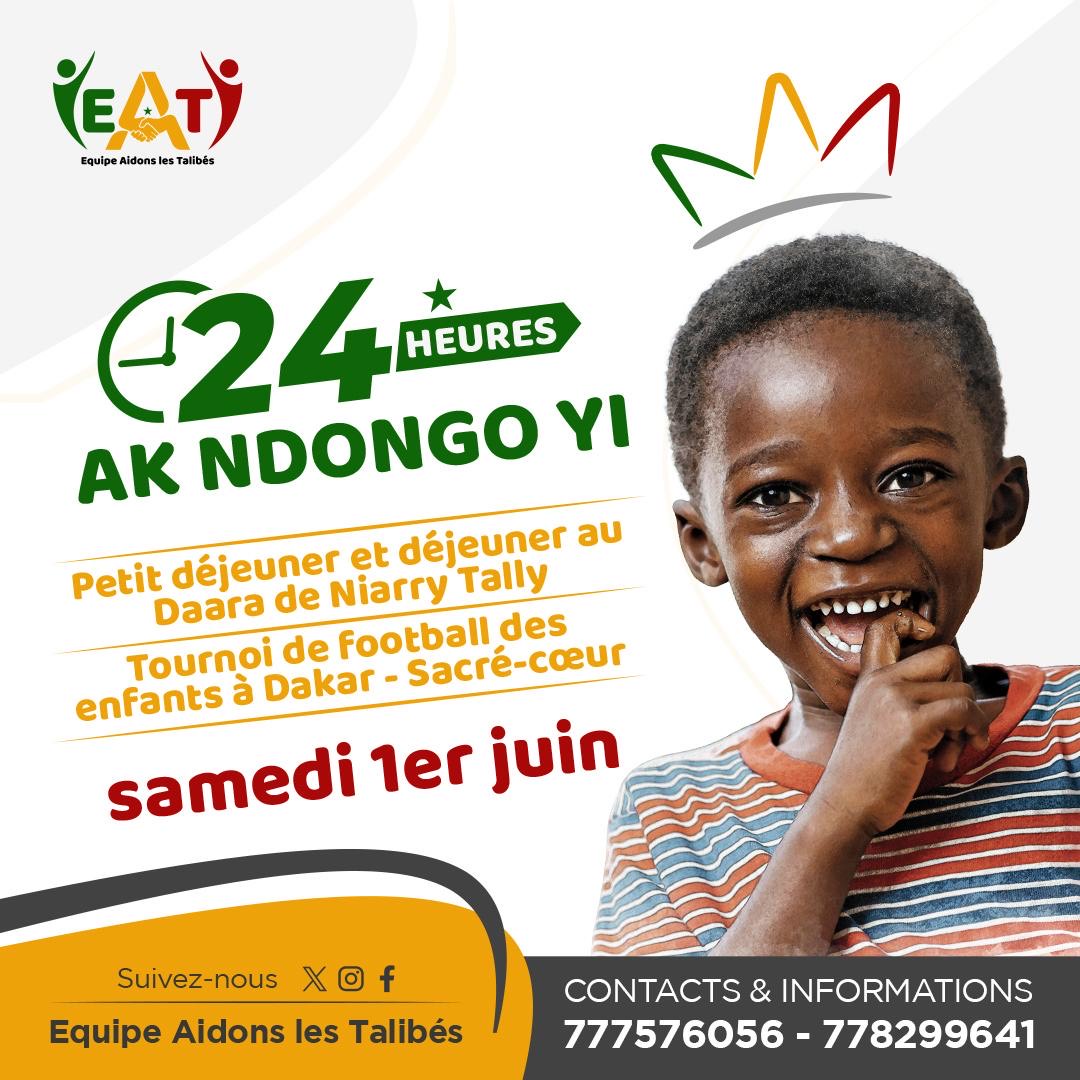 EAT
Equipe Aidons les Talibés
24
HEURES
AK NDONGO YI
Petit déjeuner et déjeuner au
Daara de Niarry Tally
Tournoi de football des
enfants à Dakar - Sacré-cœur
samedi 1er juin
Suivez-nous
Equipe Aidons les Talibés
CONTACTS & INFORMATIONS
777576056 - 778299641